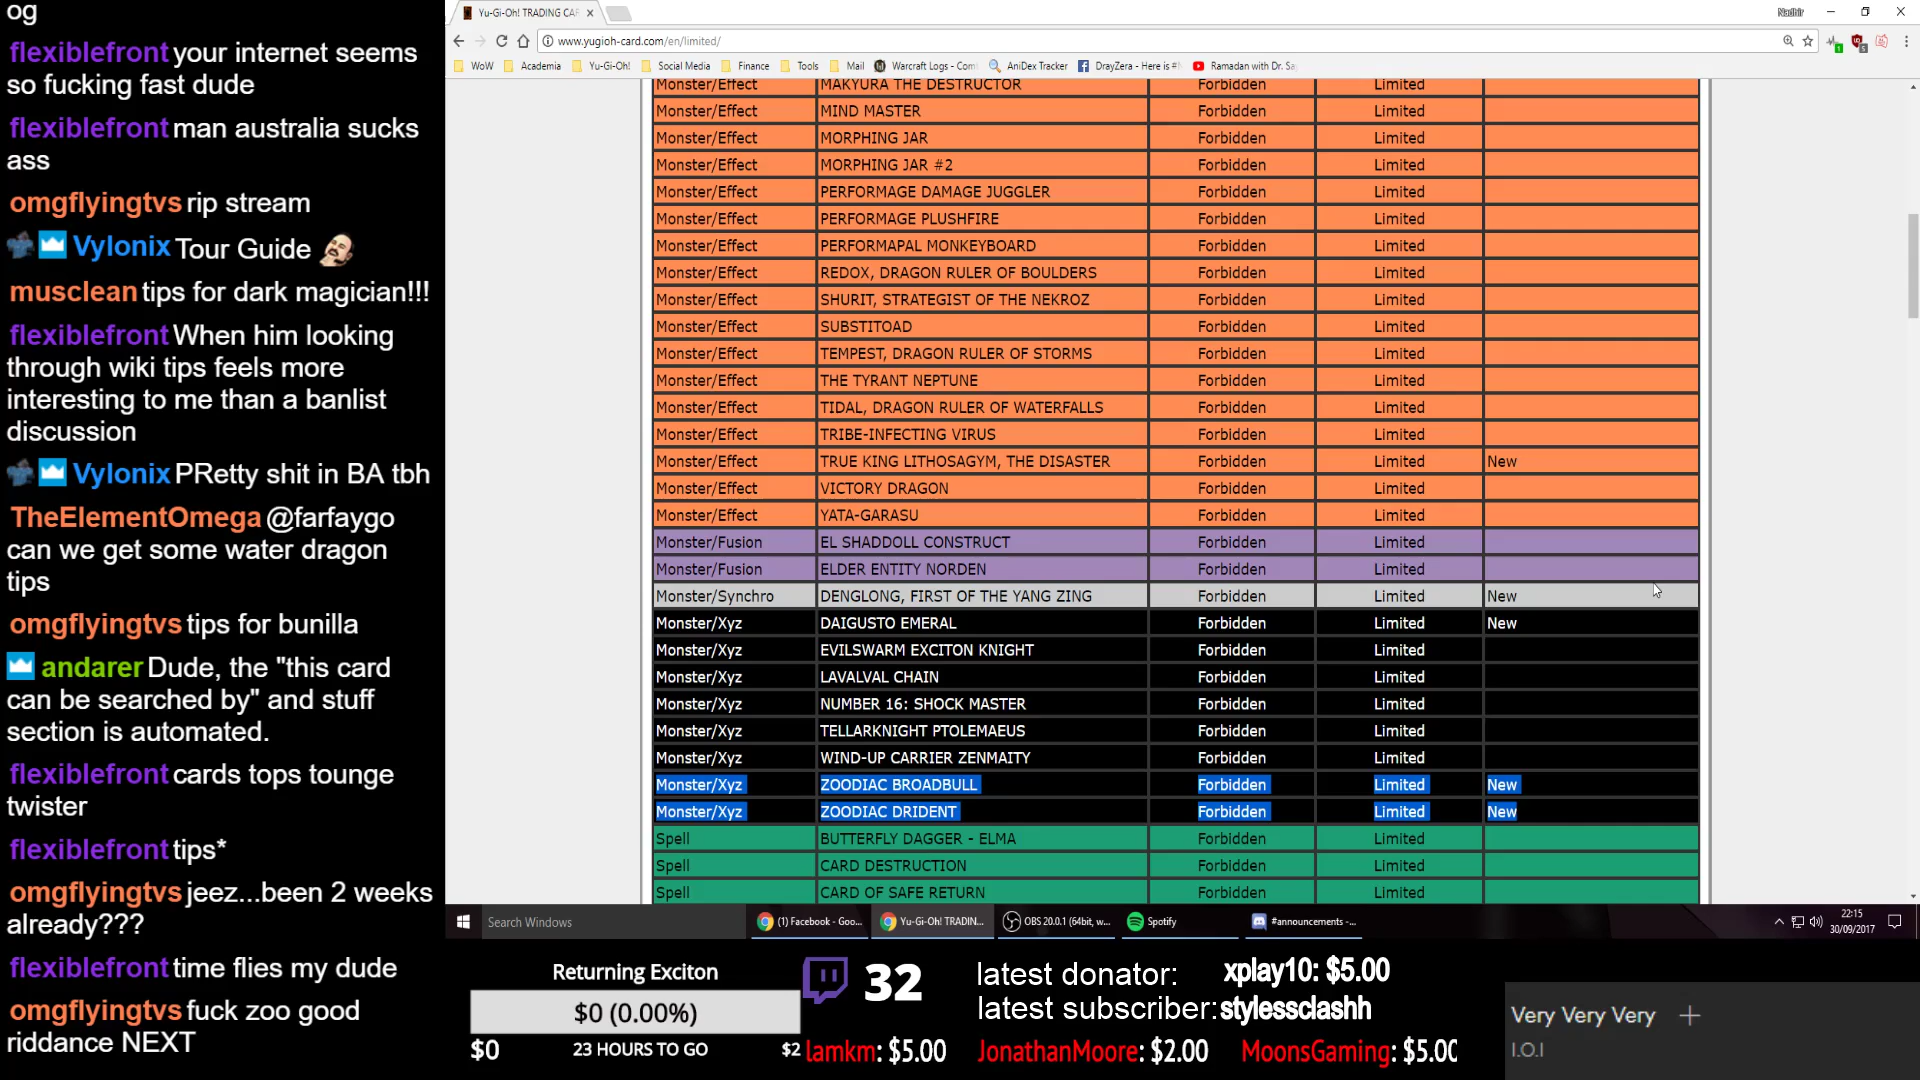 og
flexiblefront your internet seems
so fucking fast dude
flexiblefront man australia sucks
ass
omgflyingtvs rip stream
Vylonix Tour Guide
musclean tips for dark magician!!!
flexiblefront When him looking
through wiki tips feels more
interesting to me than a banlist
discussion
Vylonix PRetty shit in BA tbh
TheElementOmega @farfaygo
can we get some water dragon
tips
omgflyingtvs tips for bunilla
andarer Dude, the "this card
can be searched by" and stuff
section is automated.
flexiblefront cards tops tounge
twister
flexiblefront tips*
omgflyingtvs jeez...been 2 weeks
already???
flexiblefront time flies my dude
omgflyingtvs fuck zoo good
riddance NEXT
Yu-Gi-Oh! TRADING CAR
Nadhir
www.yugioh-card.com/en/limited/
WoW Academia Yu-Gi-Oh! Social Media Finance Tools Mail Warcraft Logs - Com AniDex Tracker DrayZera - Here is #1 Ramadan with Dr. Sa
Monster/Effect MAKYURA THE DESTRUCTOR Forbidden Limited
Monster/Effect MIND MASTER Forbidden Limited
Monster/Effect MORPHING JAR Forbidden Limited
Monster/Effect MORPHING JAR #2 Forbidden Limited
Monster/Effect PERFORMAGE DAMAGE JUGGLER Forbidden Limited
Monster/Effect PERFORMAGE PLUSHFIRE Forbidden Limited
Monster/Effect PERFORMAPAL MONKEYBOARD Forbidden Limited
Monster/Effect REDOX, DRAGON RULER OF BOULDERS Forbidden Limited
Monster/Effect SHURIT, STRATEGIST OF THE NEKROZ Forbidden Limited
Monster/Effect SUBSTITOAD Forbidden Limited
Monster/Effect TEMPEST, DRAGON RULER OF STORMS Forbidden Limited
Monster/Effect THE TYRANT NEPTUNE Forbidden Limited
Monster/Effect TIDAL, DRAGON RULER OF WATERFALLS Forbidden Limited
Monster/Effect TRIBE-INFECTING VIRUS Forbidden Limited
Monster/Effect TRUE KING LITHOSAGYM, THE DISASTER Forbidden Limited New
Monster/Effect VICTORY DRAGON Forbidden Limited
Monster/Effect YATA-GARASU Forbidden Limited
Monster/Fusion EL SHADDOLL CONSTRUCT Forbidden Limited
Monster/Fusion ELDER ENTITY NORDEN Forbidden Limited
Monster/Synchro DENGLONG, FIRST OF THE YANG ZING Forbidden Limited New
Monster/Xyz DAIGUSTO EMERAL Forbidden Limited New
Monster/Xyz EVILSWARM EXCITON KNIGHT Forbidden Limited
Monster/Xyz LAVALVAL CHAIN Forbidden Limited
Monster/Xyz NUMBER 16: SHOCK MASTER Forbidden Limited
Monster/Xyz TELLARKNIGHT PTOLEMAEUS Forbidden Limited
Monster/Xyz WIND-UP CARRIER ZENMAITY Forbidden Limited
Monster/Xyz ZOODIAC BROADBULL Forbidden Limited New
Monster/Xyz ZOODIAC DRIDENT Forbidden Limited New
Spell BUTTERFLY DAGGER - ELMA Forbidden Limited
Spell CARD DESTRUCTION Forbidden Limited
Spell CARD OF SAFE RETURN Forbidden Limited
Search Windows
(1) Facebook - Goo...
Yu-Gi-Oh! TRADIN...
OBS 20.0.1 (64bit, w...
Spotify
#announcements -...
22:15
30/09/2017
Returning Exciton
$0 (0.00%)
$0 23 HOURS TO GO $2
32
latest donator: xplay10: $5.00
latest subscriber: stylessclashh
lamkm: $5.00 JonathanMoore: $2.00 MoonsGaming: $5.00
Very Very Very
I.O.I